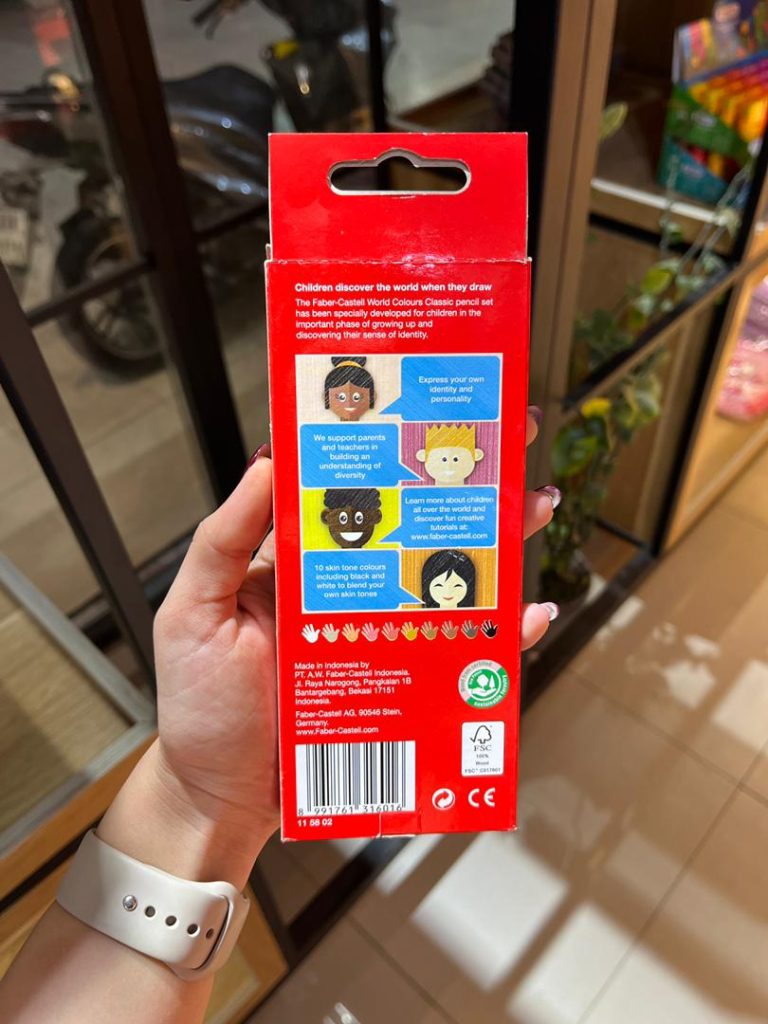 Children discover the world when they draw
The Faber-Castell World Colours Classic pencil set
has been specially developed for children in the
important phase of growing up and
discovering their sense of identity.
Express your own
identity and
personality
We support parents
and teachers in
building an
understanding of
diversity
Learn more about children
all over the world and
discover fun creative
tutorials at:
www.faber-castell.com
10 skin tone colours
including black and
white to blend your
own skin tones
Made in Indonesia by
PT. A.W. Faber-Castell Indonesia.
Jl. Raya Narogong, Pangkalan 1B
Bantargebang, Bekasi 17151
Indonesia.
Faber-Castell AG, 90546 Stein,
Germany.
www.Faber-Castell.com
FSC
100%
Wood
8 991761 316016
CE
11 58 02